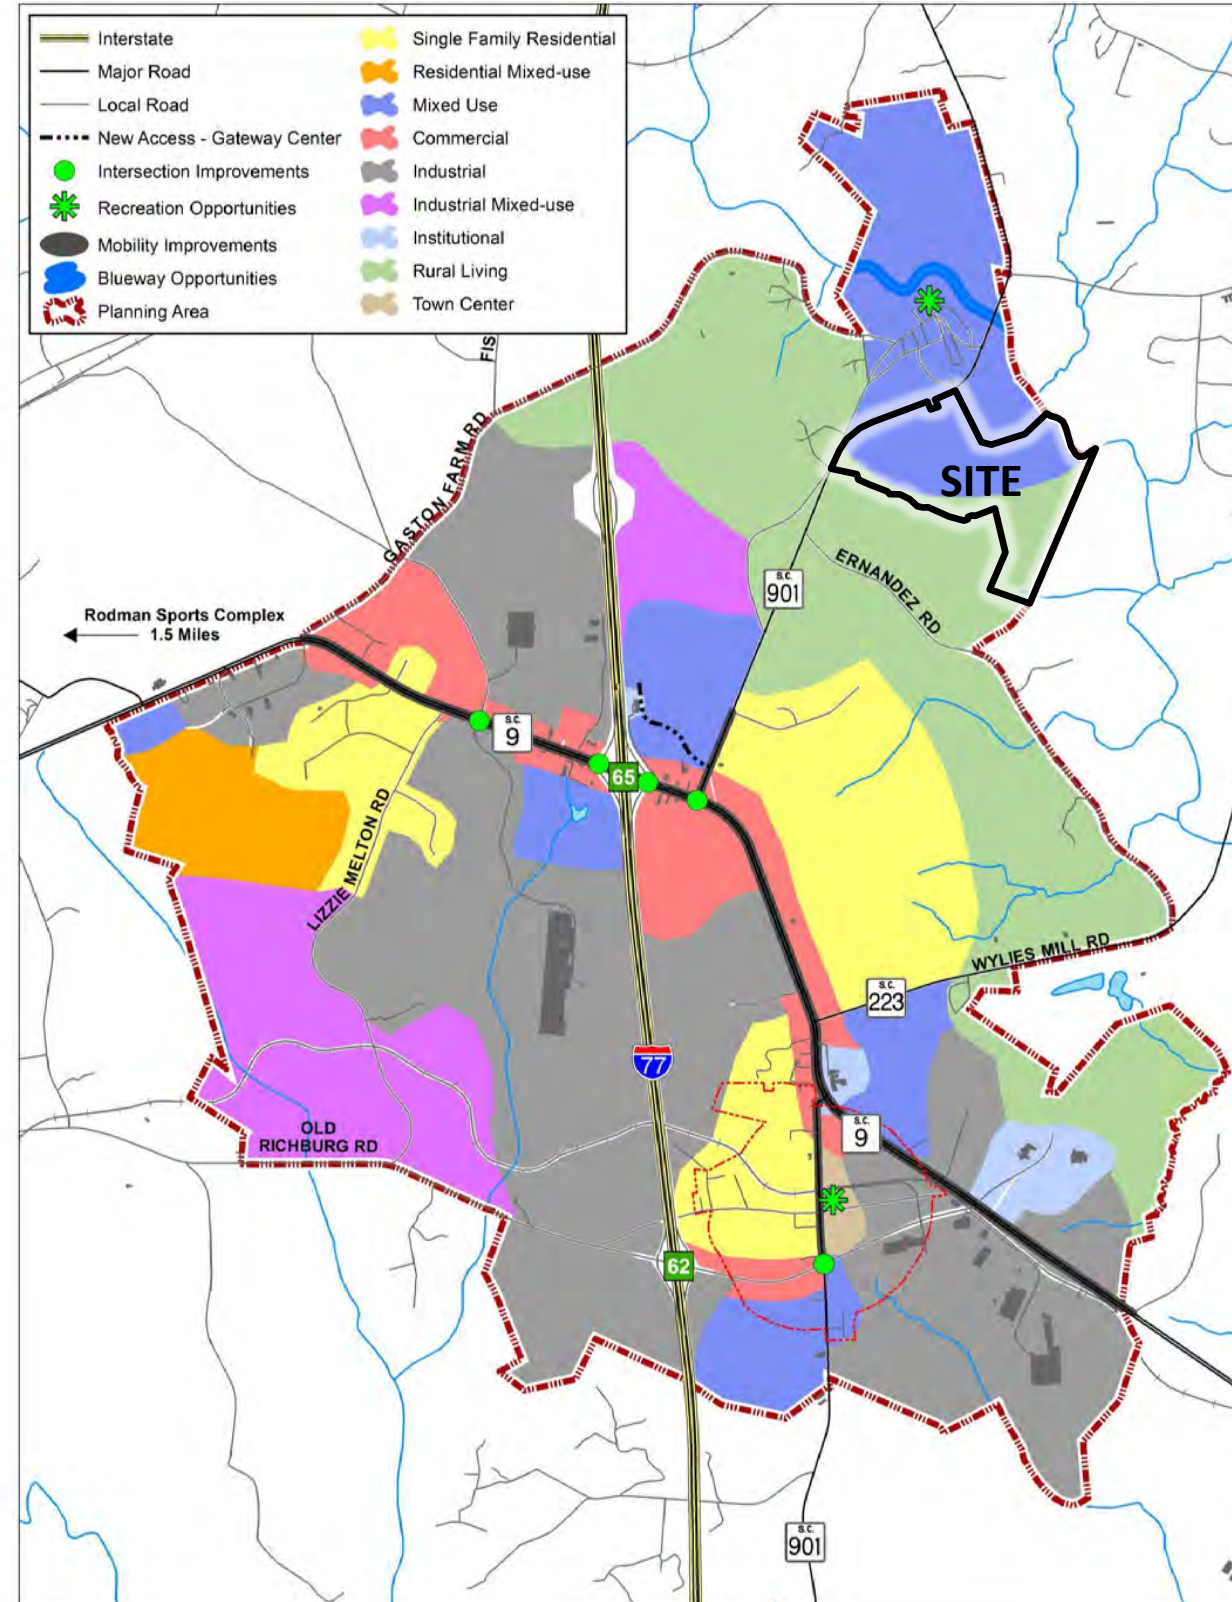 Interstate
Major Road
Local Road
New Access - Gateway Center
Intersection Improvements
Recreation Opportunities
Mobility Improvements
Blueway Opportunities
Planning Area
Single Family Residential
Residential Mixed-use
Mixed Use
Commercial
Industrial
Industrial Mixed-use
Institutional
Rural Living
Town Center
FIS
GASTON FARM RD
SITE
ERNANDEZ RD
S.C.
901
Rodman Sports Complex
1.5 Miles
S.C.
9
65
LIZZIE MELTON RD
WYLIES MILL RD
S.C.
223
77
OLD
RICHBURG RD
S.C.
9
62
S.C.
901